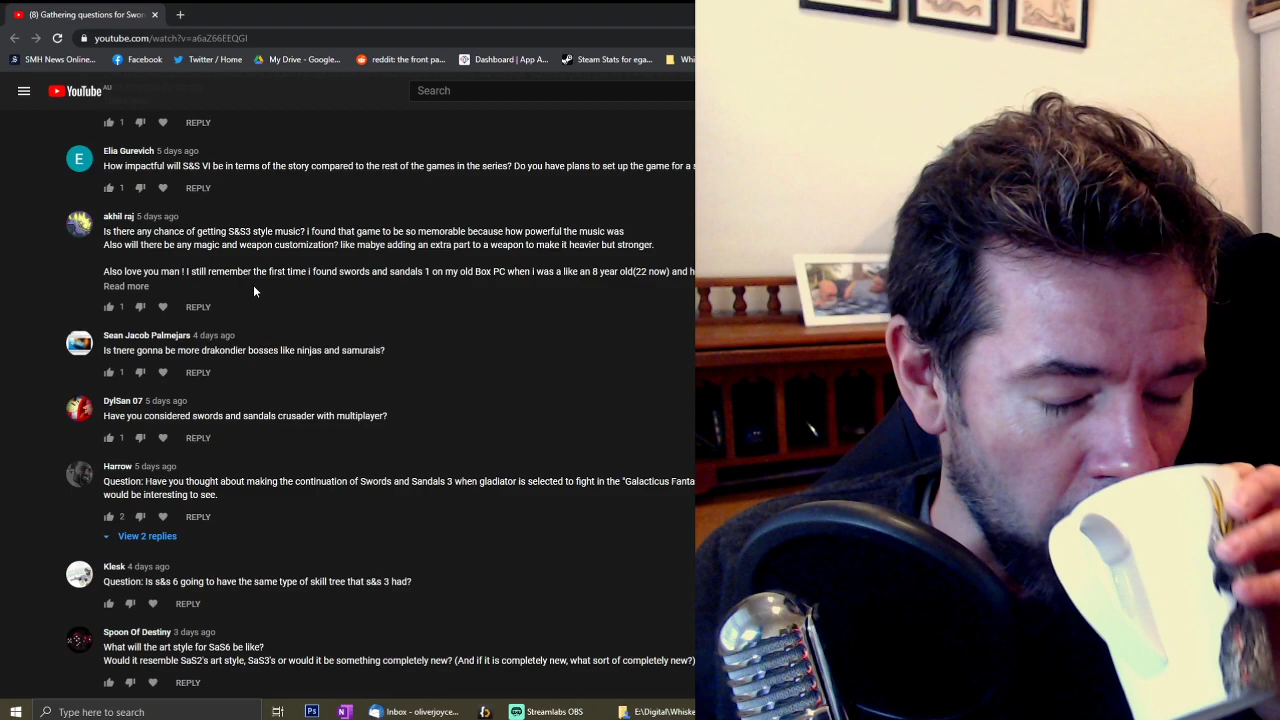 (8) Gathering questions for Swor
youtube.com/watch?v=a6aZ66EEQGI
SMH News Online... Facebook Twitter / Home My Drive - Google... reddit: the front pa... Dashboard | App A... Steam Stats for ega... Whi
YouTube AU Search
1 REPLY
Elia Gurevich 5 days ago
How impactful will S&S VI be in terms of the story compared to the rest of the games in the series? Do you have plans to set up the game for a s
1 REPLY
akhil raj 5 days ago
Is there any chance of getting S&S3 style music? i found that game to be so memorable because how powerful the music was
Also will there be any magic and weapon customization? like mabye adding an extra part to a weapon to make it heavier but stronger.
Also love you man ! I still remember the first time i found swords and sandals 1 on my old Box PC when i was a like an 8 year old(22 now) and h
Read more
1 REPLY
Sean Jacob Palmejars 4 days ago
Is tnere gonna be more drakondier bosses like ninjas and samurais?
1 REPLY
DylSan 07 5 days ago
Have you considered swords and sandals crusader with multiplayer?
1 REPLY
Harrow 5 days ago
Question: Have you thought about making the continuation of Swords and Sandals 3 when gladiator is selected to fight in the "Galacticus Fanta
would be interesting to see.
2 REPLY
View 2 replies
Klesk 4 days ago
Question: Is s&s 6 going to have the same type of skill tree that s&s 3 had?
REPLY
Spoon Of Destiny 3 days ago
What will the art style for SaS6 be like?
Would it resemble SaS2's art style, SaS3's or would it be something completely new? (And if it is completely new, what sort of completely new?)
REPLY
Type here to search Inbox - oliverjoyce... Streamlabs OBS E:\Digital\Whiske